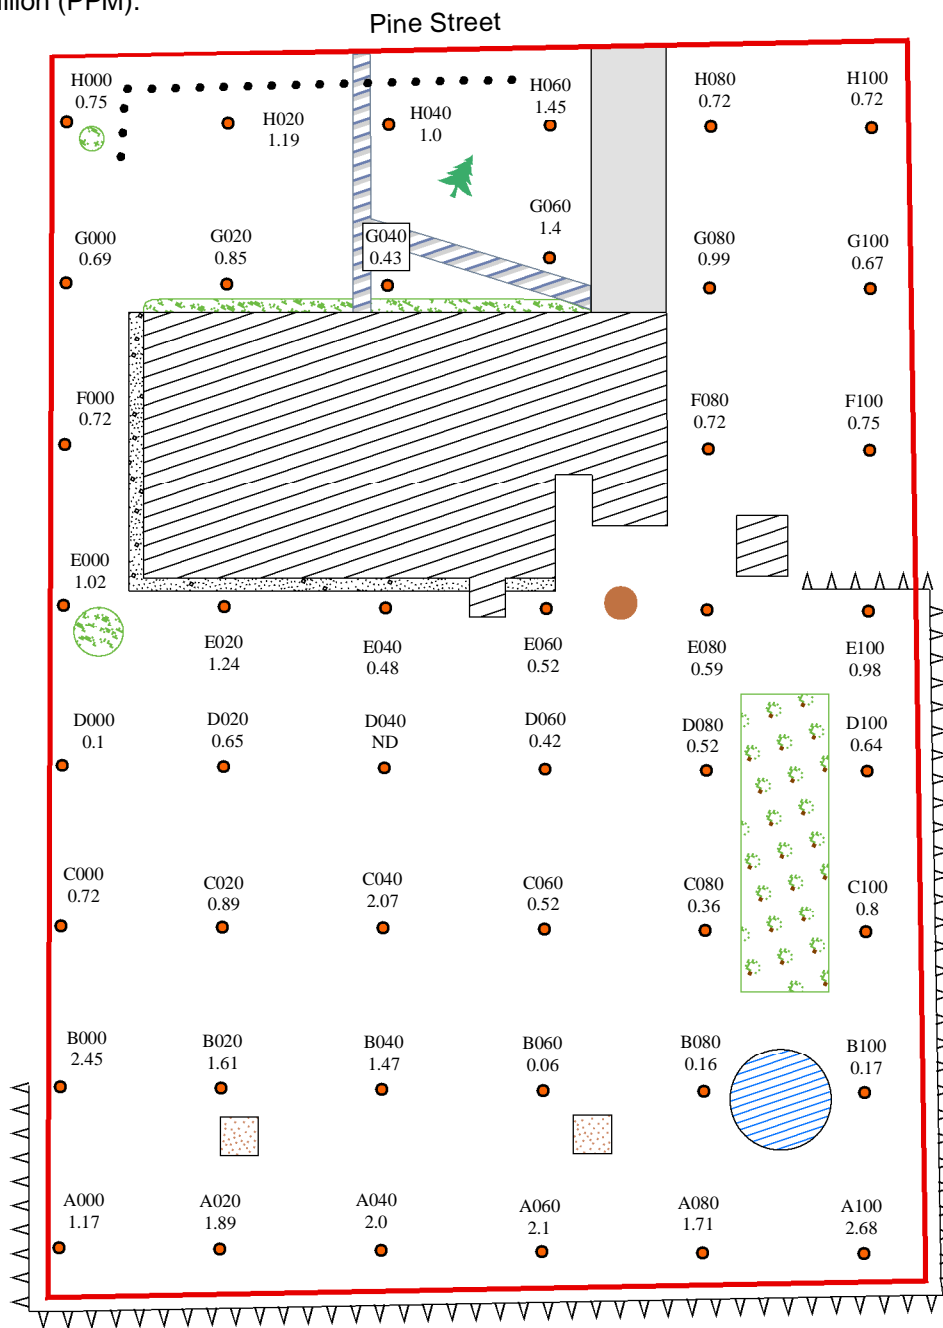 illion (PPM).
Pine Street
H000
0.75
H020
1.19
H040
1.0
H060
1.45
H080
0.72
H100
0.72
G000
0.69
G020
0.85
G040
0.43
G060
1.4
G080
0.99
G100
0.67
F000
0.72
F080
0.72
F100
0.75
E000
1.02
E020
1.24
E040
0.48
E060
0.52
E080
0.59
E100
0.98
D000
0.1
D020
0.65
D040
ND
D060
0.42
D080
0.52
D100
0.64
C000
0.72
C020
0.89
C040
2.07
C060
0.52
C080
0.36
C100
0.8
B000
2.45
B020
1.61
B040
1.47
B060
0.06
B080
0.16
B100
0.17
A000
1.17
A020
1.89
A040
2.0
A060
2.1
A080
1.71
A100
2.68